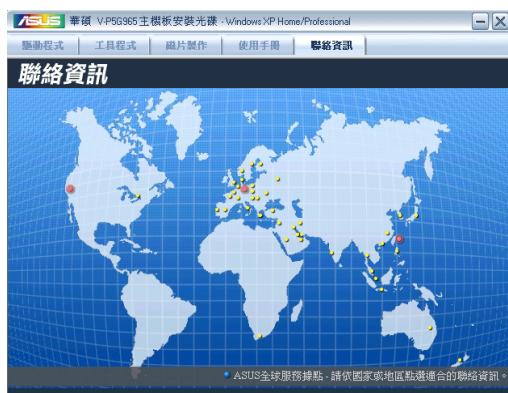 ASUS 華碩 V-P5G965主機板安裝光碟 - Windows XP Home/Professional
驅動程式 工具程式 磁片製作 使用手冊 聯絡資訊
聯絡資訊
ASUS全球服務據點 - 請依國家或地區點選適合的聯絡資訊。